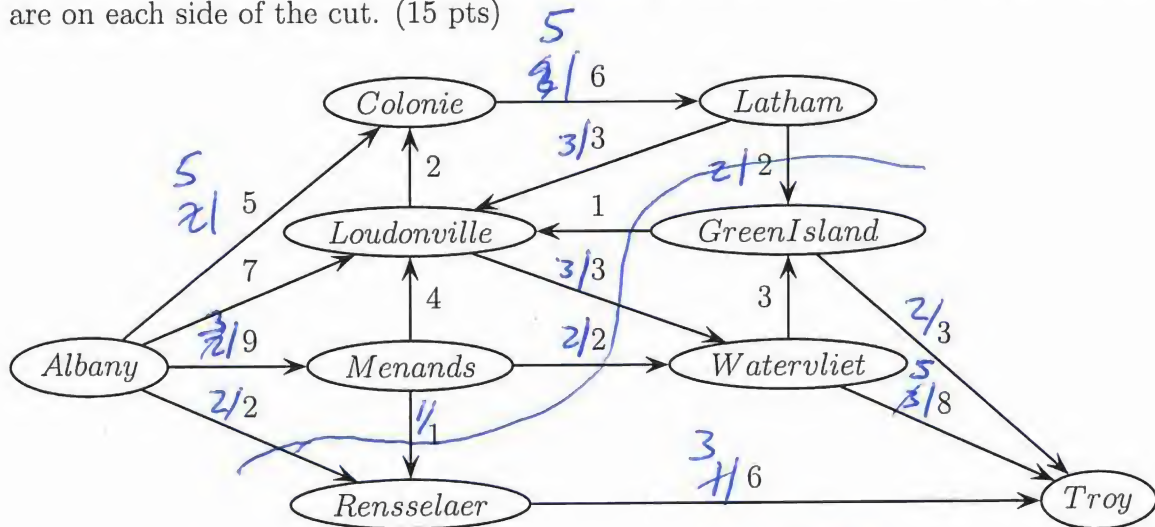 are on each side of the cut. (15 pts)
5
6
Colonie
Latham
3/3
2/ 2
5
5
2
1
Loudonville
GreenIsland
7
3/3
4
3
2/3
3
/9
2/2
Albany
Menands
Watervliet
5
/8
2/2
1/1
3
6
Rensselaer
Troy